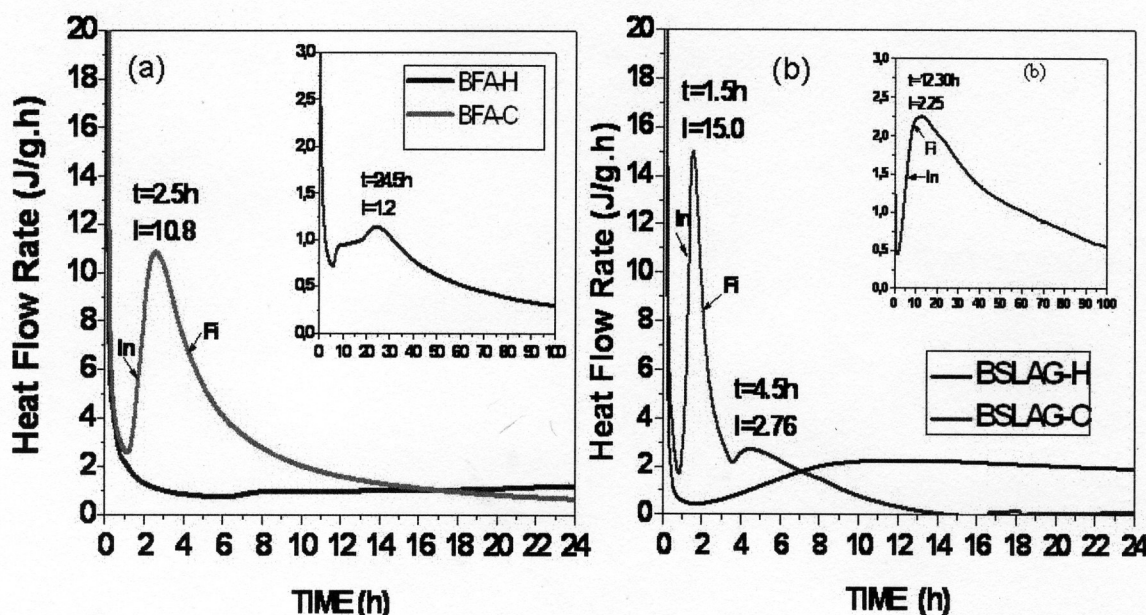 (a)
BFA-H
BFA-C
t=2.5h
I=10.8
In
Fi
t=24.5h
I=1.2
3,0
2,5
2,0
1,5
1,0
0,5
0,0
0 10 20 30 40 50 60 70 80 90 100
Heat Flow Rate (J/g.h)
20
18
16
14
12
10
8
6
4
2
0
0 2 4 6 8 10 12 14 16 18 20 22 24
TIME (h)
(b)
t=1.5h
I=15.0
In
Fi
t=4.5h
I=2.76
(b)
t=12.30h
I=2.25
Fi
In
3,0
2,5
2,0
1,5
1,0
0,5
0,0
0 10 20 30 40 50 60 70 80 90 100
BSLAG-H
BSLAG-C
Heat Flow Rate (J/g.h)
20
18
16
14
12
10
8
6
4
2
0
0 2 4 6 8 10 12 14 16 18 20 22 24
TIME (h)